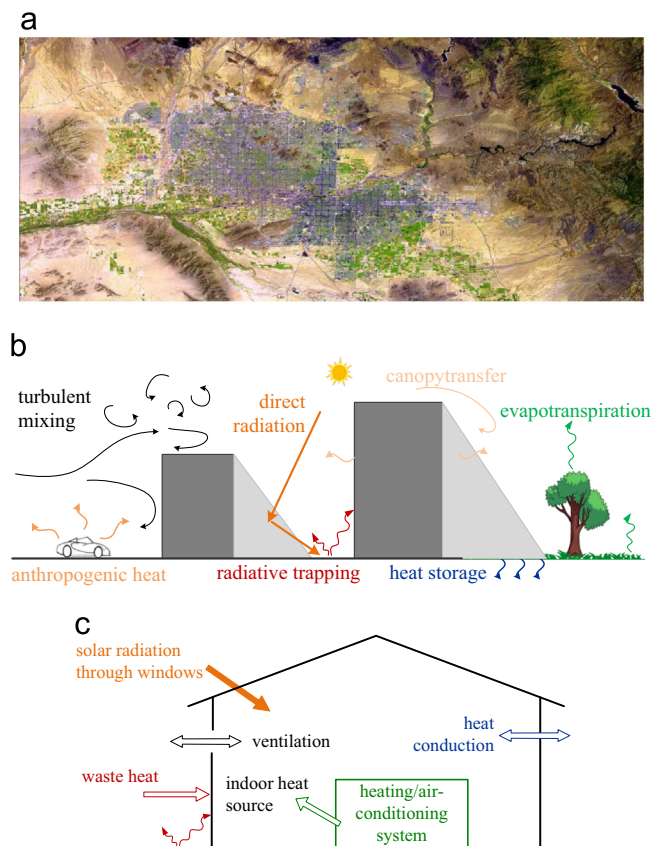 a
b
turbulent
mixing
direct
radiation
canopytransfer
evapotranspiration
anthropogenic heat
radiative trapping
heat storage
c
solar radiation
through windows
ventilation
heat
conduction
waste heat
indoor heat
source
heating/air-
conditioning
system